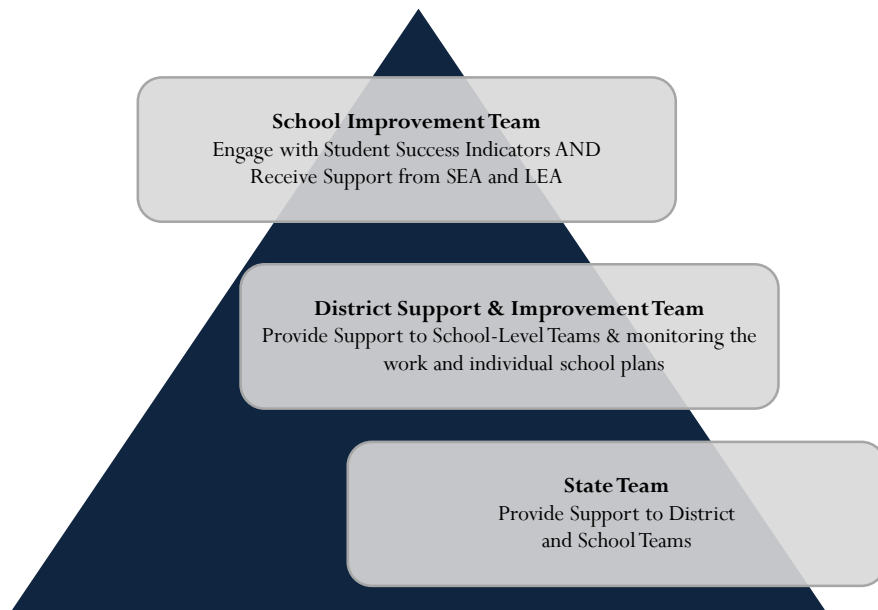 School Improvement Team
Engage with Student Success Indicators AND
Receive Support from SEA and LEA
District Support & Improvement Team
Provide Support to School-Level Teams & monitoring the
work and individual school plans
State Team
Provide Support to District
and School Teams